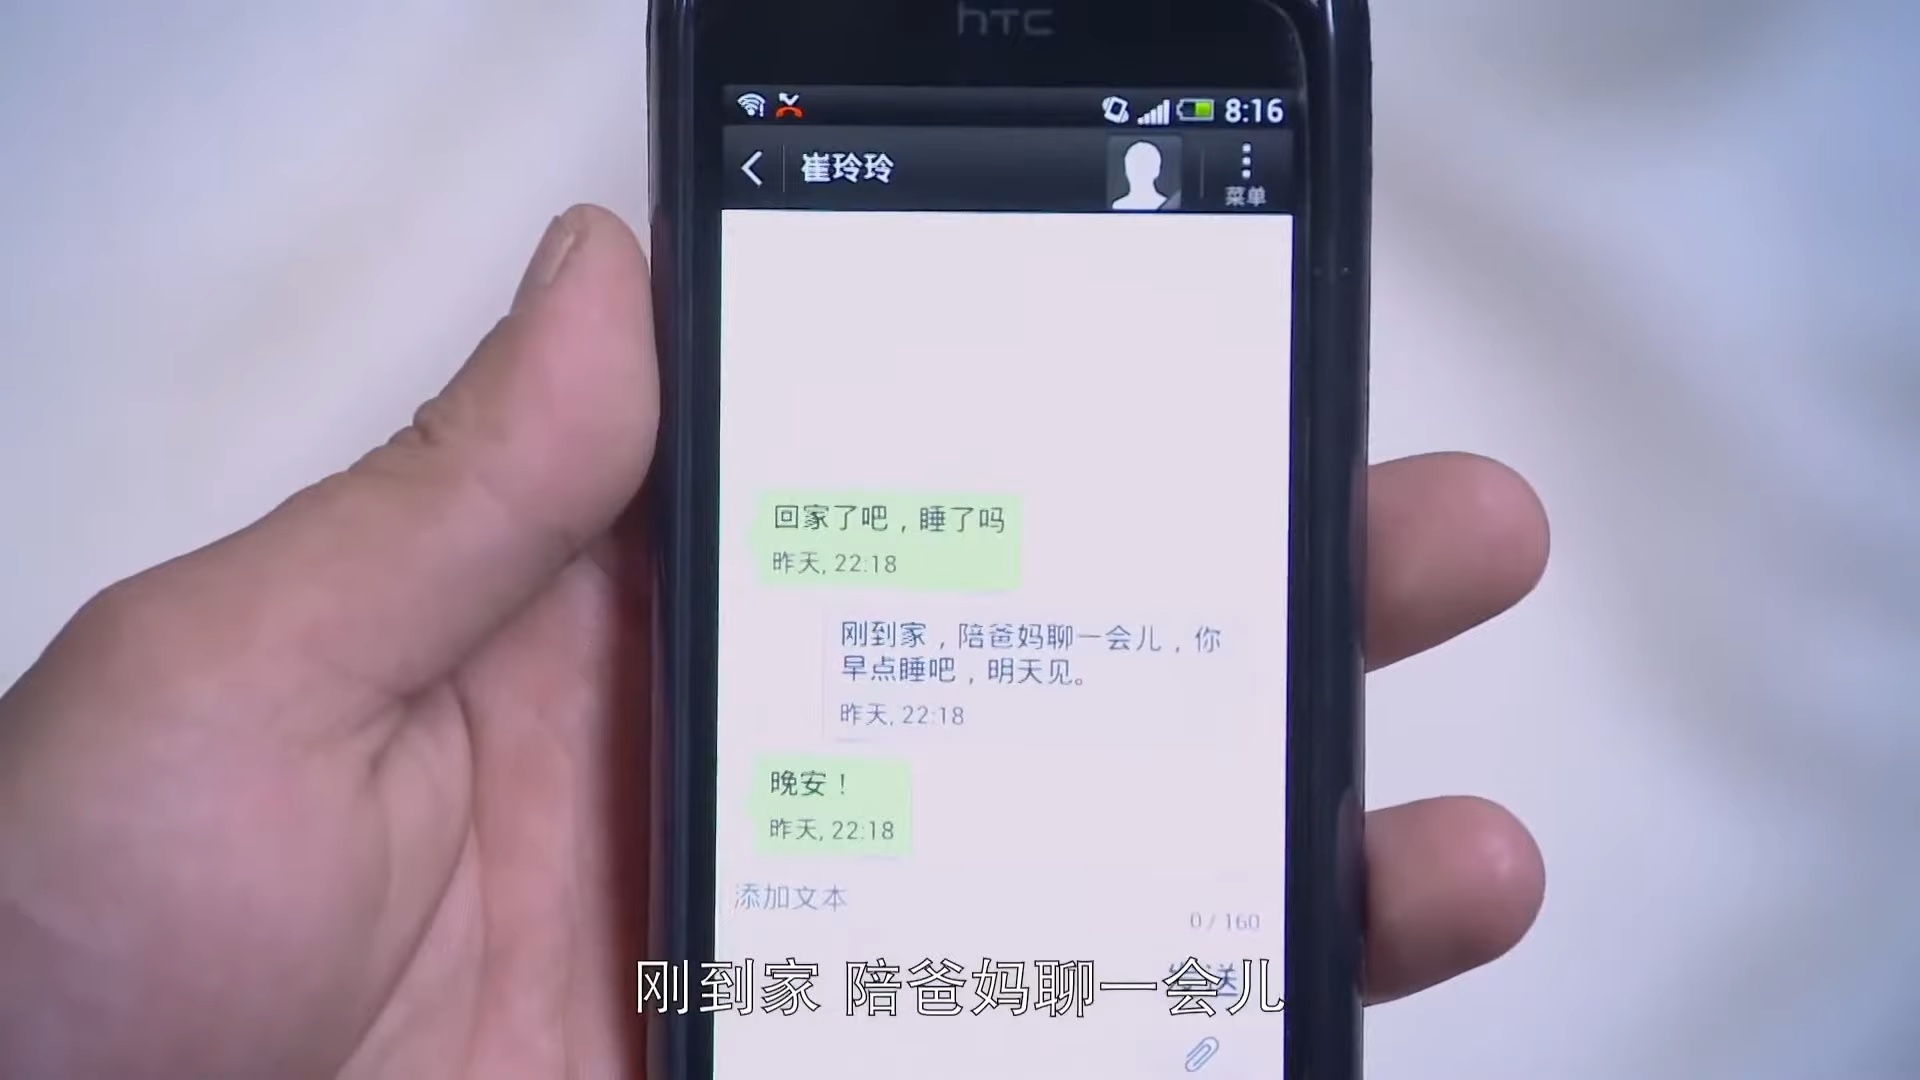 hTC
8:16
崔玲玲
菜单
回家了吧，睡了吗
昨天, 22:18
刚到家，陪爸妈聊一会儿，你
早点睡吧，明天见。
昨天, 22:18
晚安！
昨天, 22:18
添加文本
0 / 160
发送
刚到家 陪爸妈聊一会儿